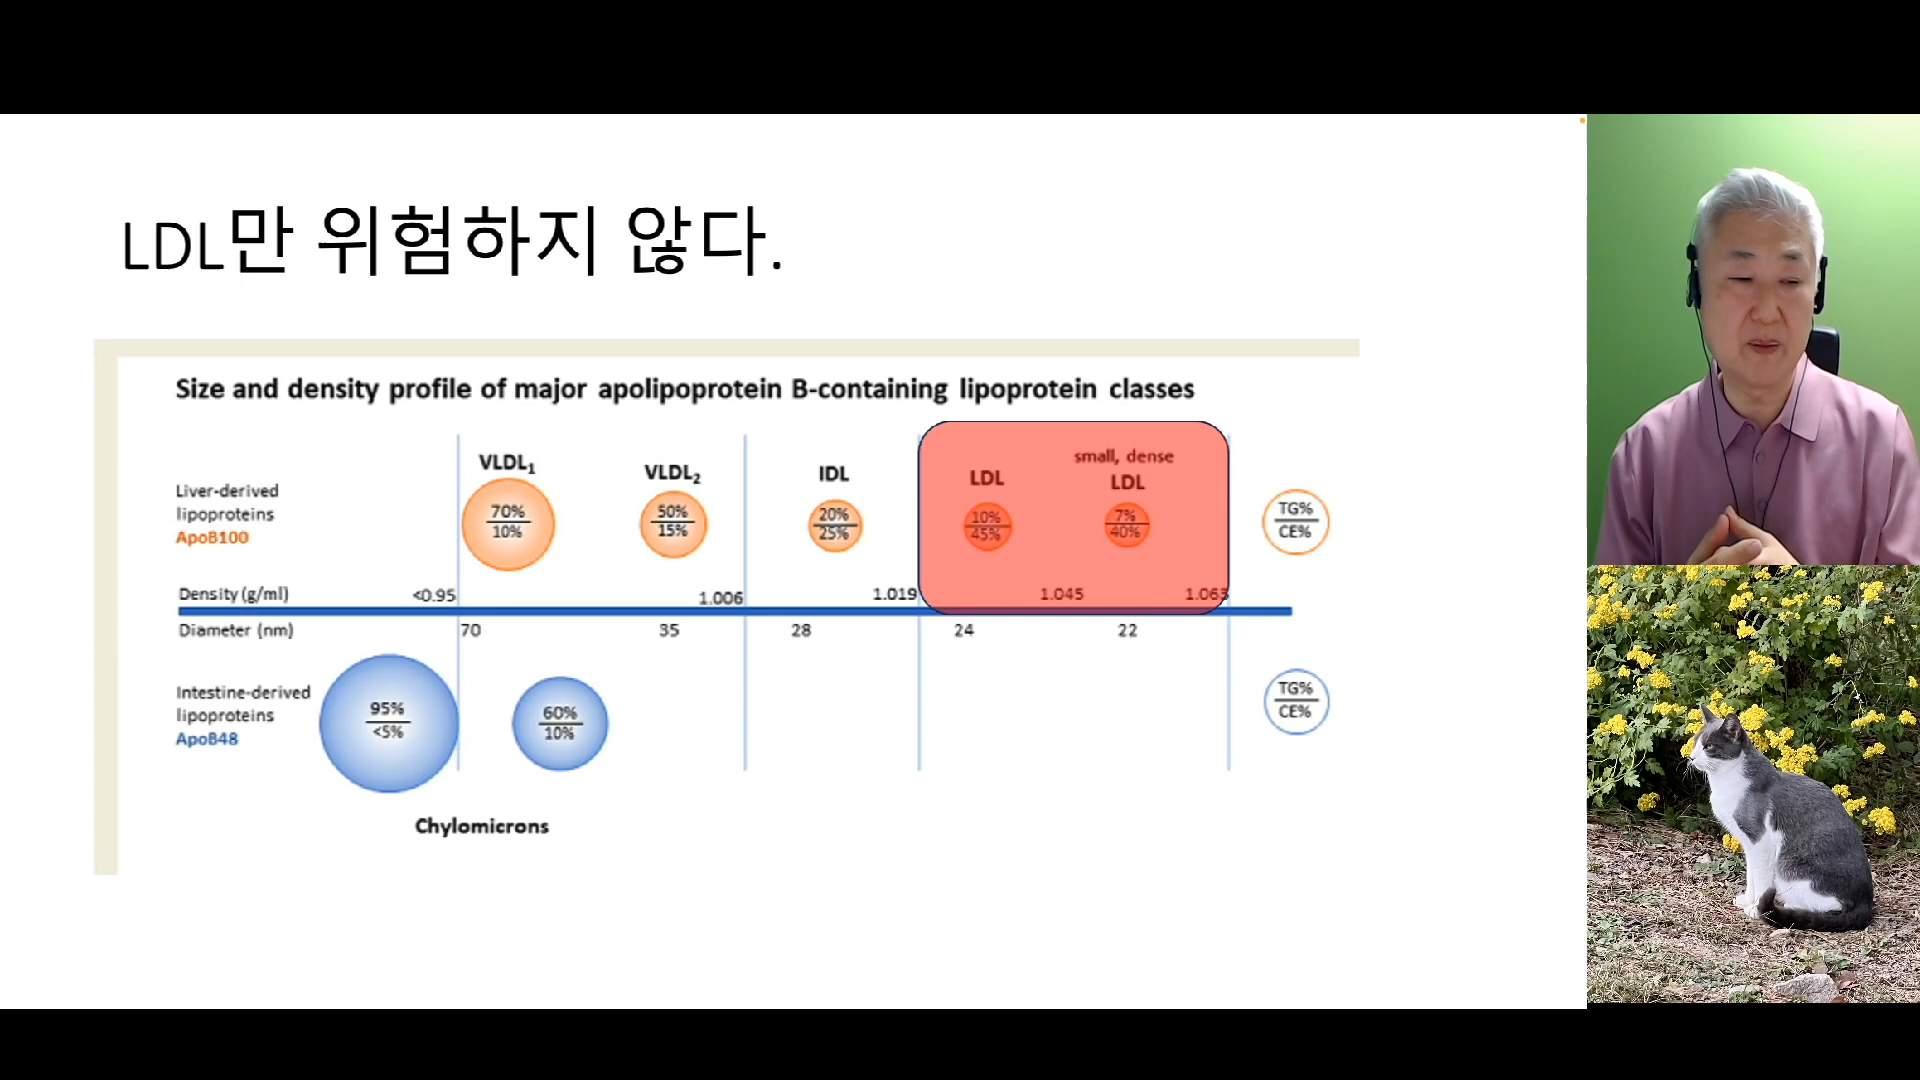 LDL만 위험하지 않다.
Size and density profile of major apolipoprotein B-containing lipoprotein classes
Liver-derived
lipoproteins
ApoB100
VLDL1
70%
10%
VLDL2
50%
15%
IDL
20%
25%
LDL
10%
45%
small, dense
LDL
7%
40%
TG%
CE%
Density (g/ml) <0.95 1.006 1.019 1.045 1.063
Diameter (nm) 70 35 28 24 22
Intestine-derived
lipoproteins
ApoB48
95%
<5%
60%
10%
TG%
CE%
Chylomicrons